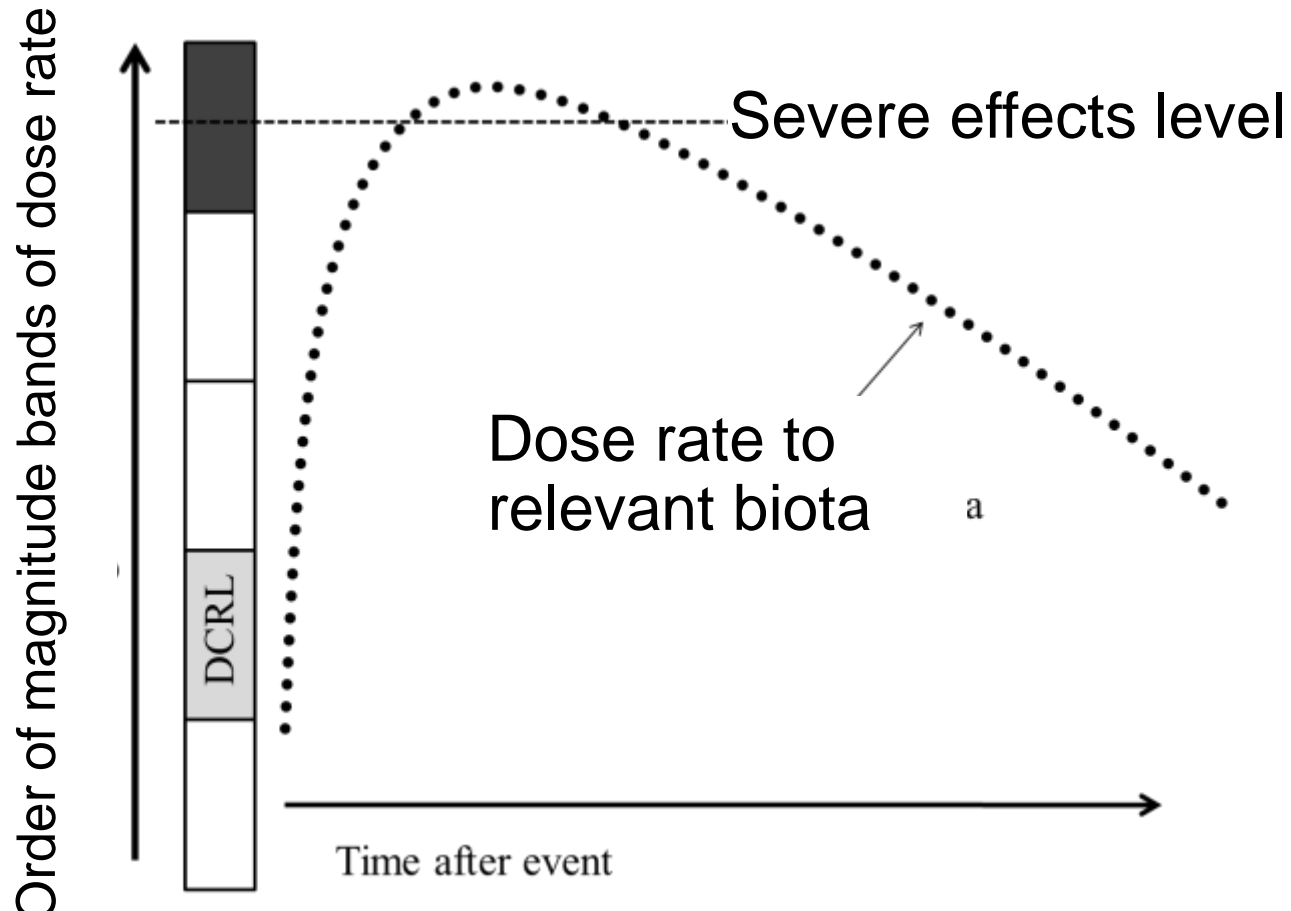 Order of magnitude bands of dose rate
Severe effects level
Dose rate to
relevant biota
a
DCRL
Time after event